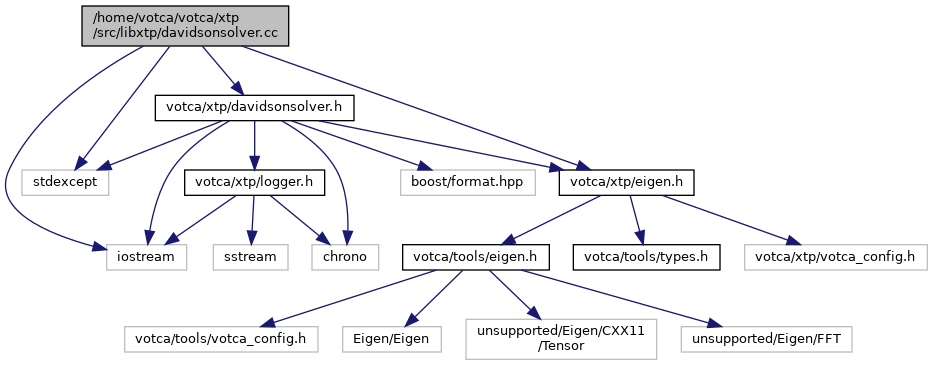 /home/votca/votca/xtp
/src/libxtp/davidsonsolver.cc
votca/xtp/davidsonsolver.h
stdexcept
votca/xtp/logger.h
boost/format.hpp
votca/xtp/eigen.h
iostream
sstream
chrono
votca/tools/eigen.h
votca/tools/types.h
votca/xtp/votca_config.h
votca/tools/votca_config.h
Eigen/Eigen
unsupported/Eigen/CXX11
/Tensor
unsupported/Eigen/FFT